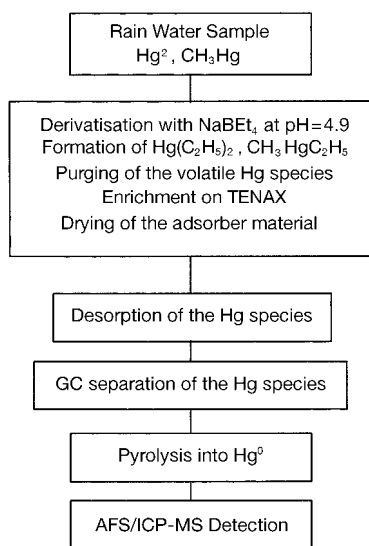 Rain Water Sample
Hg², CH₃Hg
Derivatisation with NaBEt₄ at pH=4.9
Formation of Hg(C₂H₅)₂, CH₃ HgC₂H₅
Purging of the volatile Hg species
Enrichment on TENAX
Drying of the adsorber material
Desorption of the Hg species
GC separation of the Hg species
Pyrolysis into Hg⁰
AFS/ICP-MS Detection